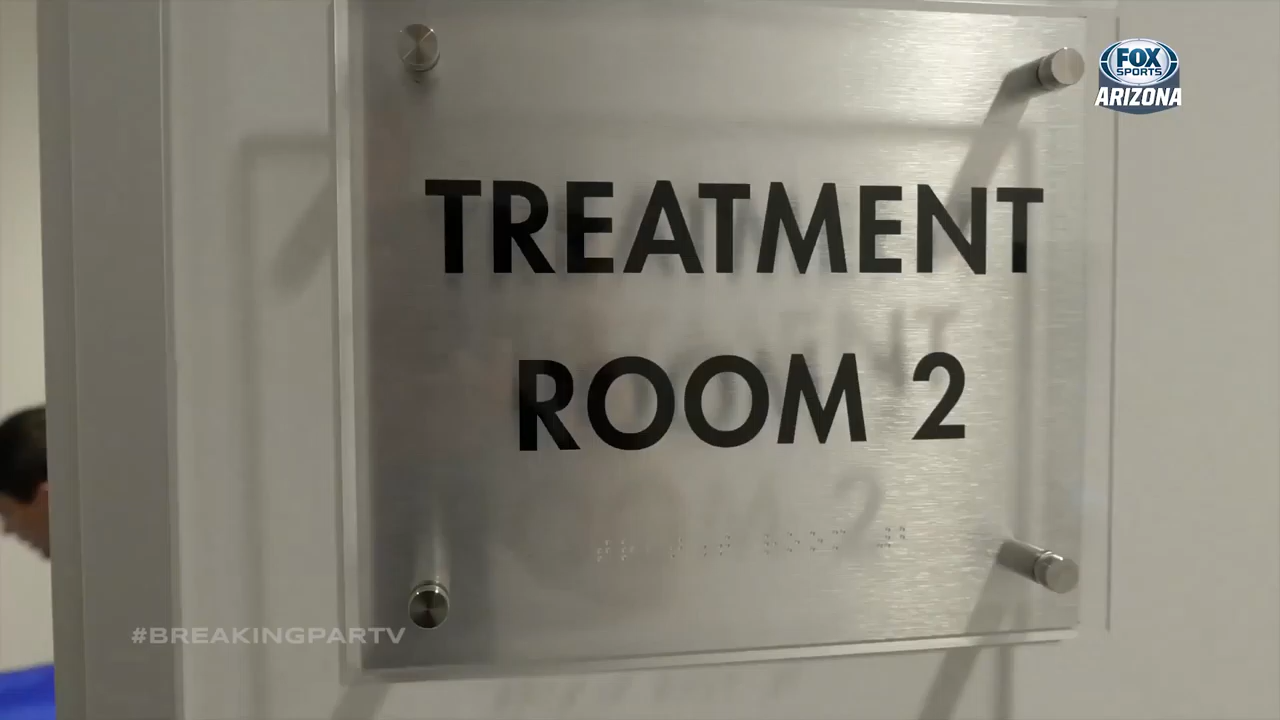 FOX
SPORTS
ARIZONA
TREATMENT
ROOM 2
#BREAKINGPARTV